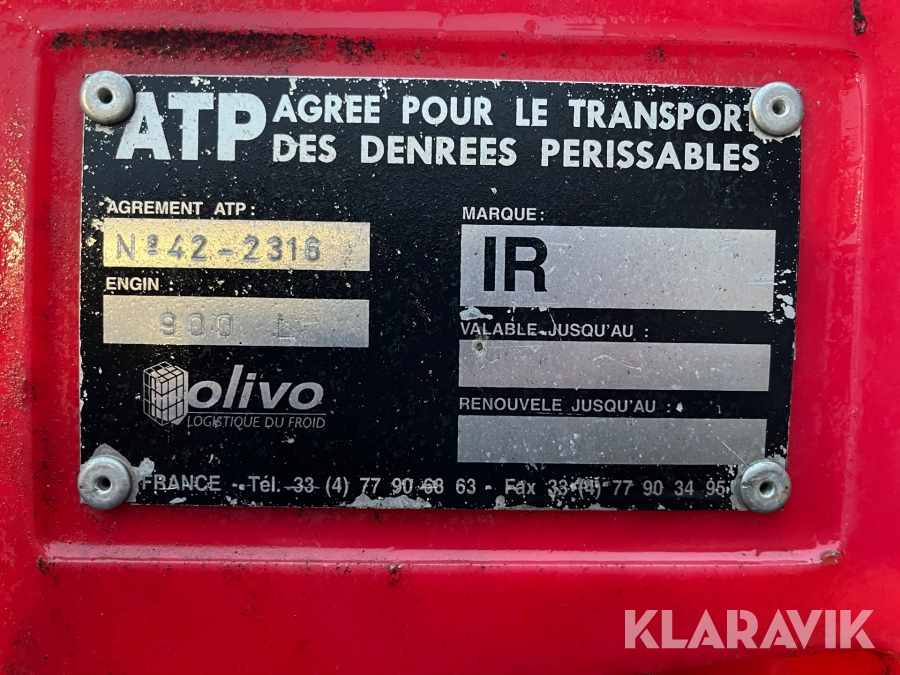 ATP AGREE POUR LE TRANSPORT
DES DENREES PERISSABLES
AGREMENT ATP:
Nº 42-2316
ENGIN:
900 L
MARQUE:
IR
VALABLE JUSQU'AU :
RENOUVELE JUSQU'AU :
olivo
LOGISTIQUE DU FROID
FRANCE - Tél. 33 (4) 77 90 68 63 - Fax 33 (4) 77 90 34 95
KLARAVIK